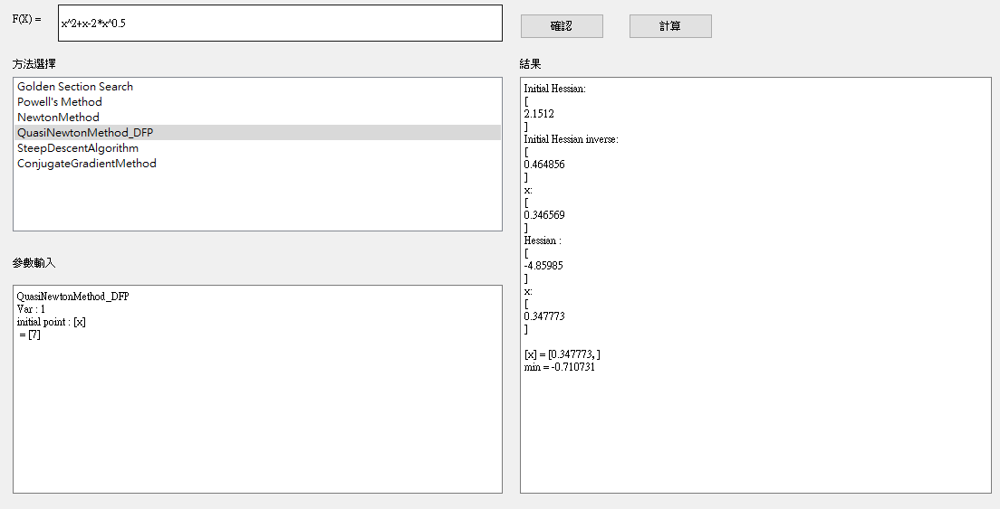 F(X) =
x^2+x-2*x^0.5
確認
計算
方法選擇
Golden Section Search
Powell's Method
NewtonMethod
QuasiNewtonMethod_DFP
SteepDescentAlgorithm
ConjugateGradientMethod
參數輸入
QuasiNewtonMethod_DFP
Var : 1
initial point : [x]
= [7]
結果
Initial Hessian:
[
2.1512
]
Initial Hessian inverse:
[
0.464856
]
x:
[
0.346569
]
Hessian :
[
-4.85985
]
x:
[
0.347773
]
[x] = [0.347773, ]
min = -0.710731